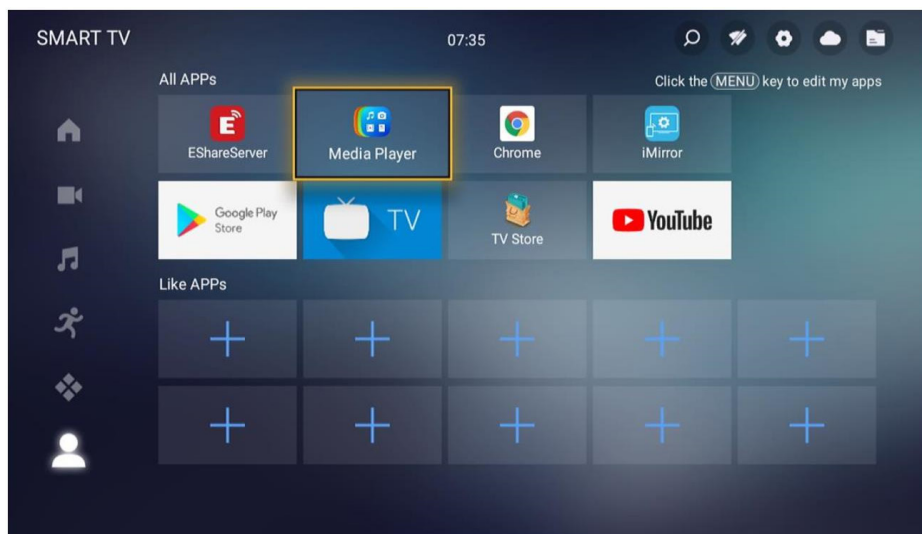 SMART TV
07:35
All APPs
Click the MENU key to edit my apps
E
EShareServer
Media Player
Chrome
iMirror
Google Play
Store
TV
TV Store
YouTube
Like APPs